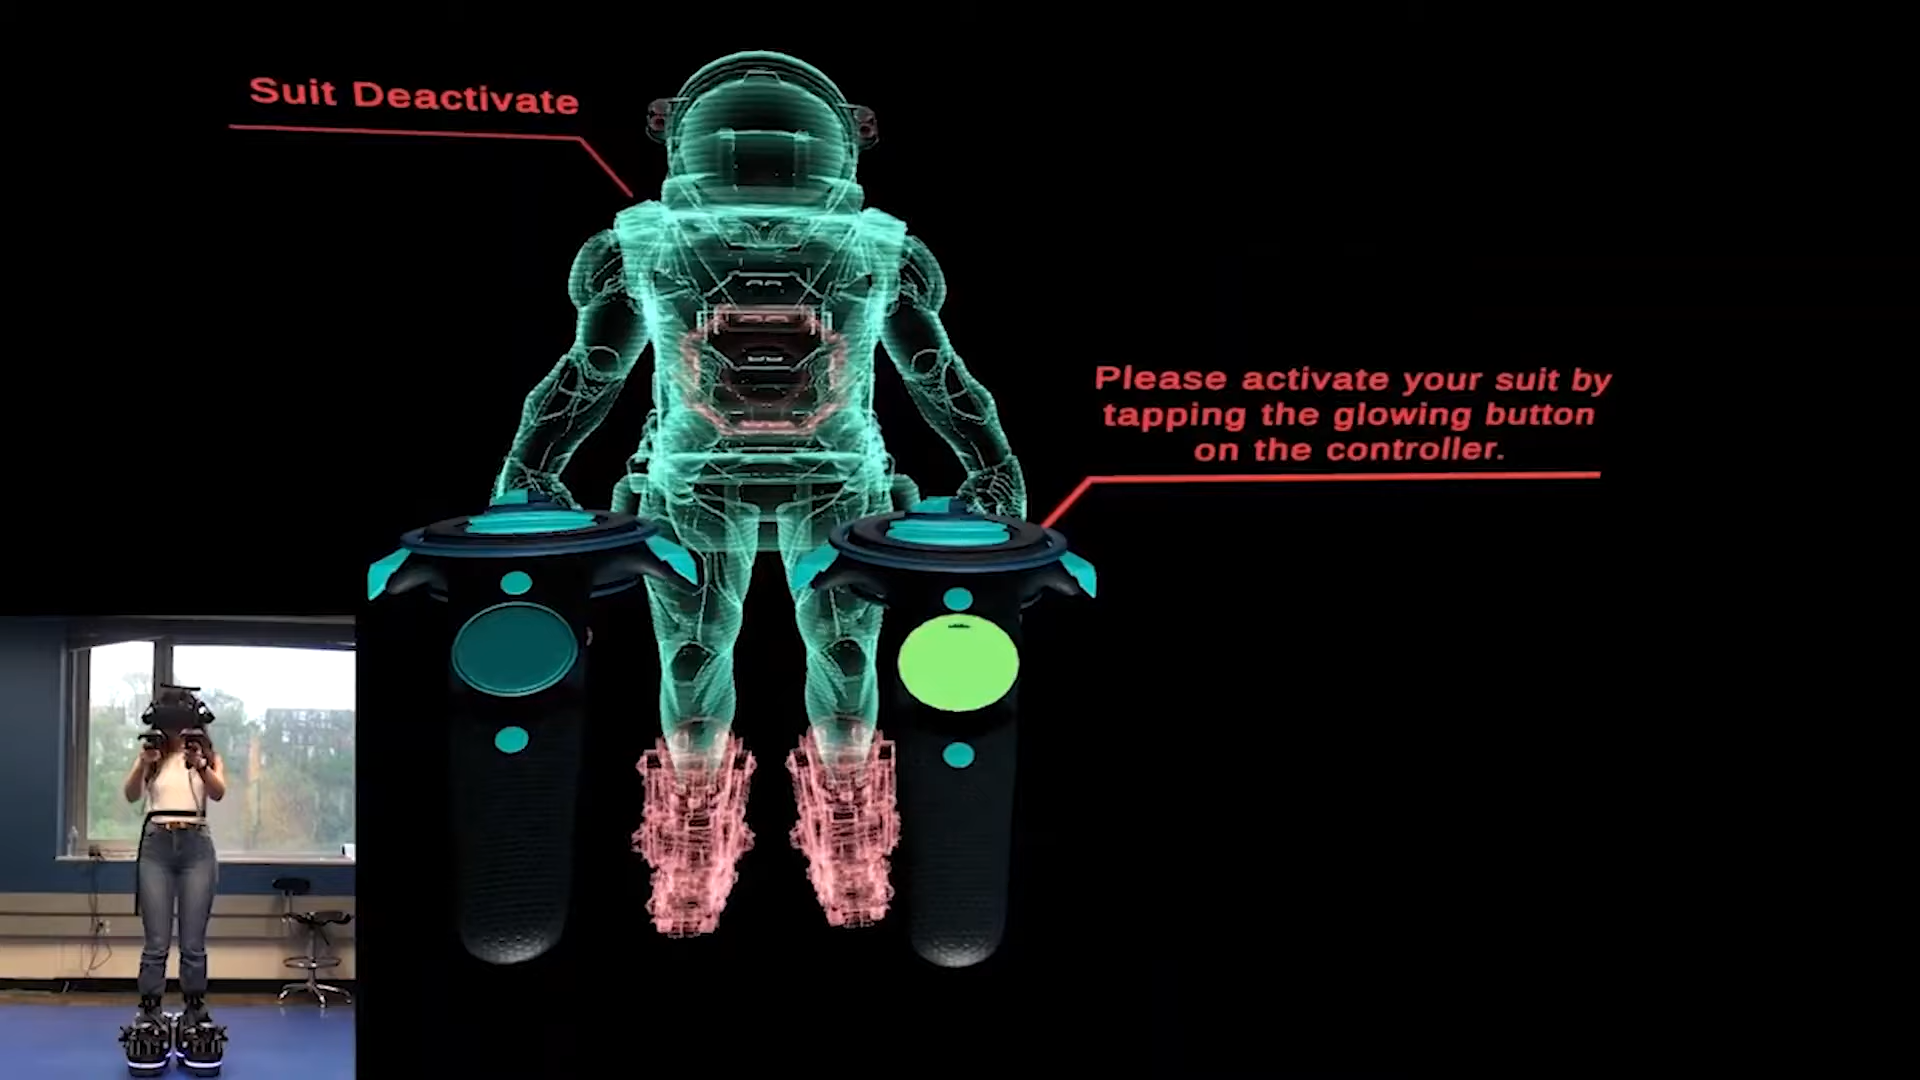 Suit Deactivate
Please activate your suit by
tapping the glowing button
on the controller.